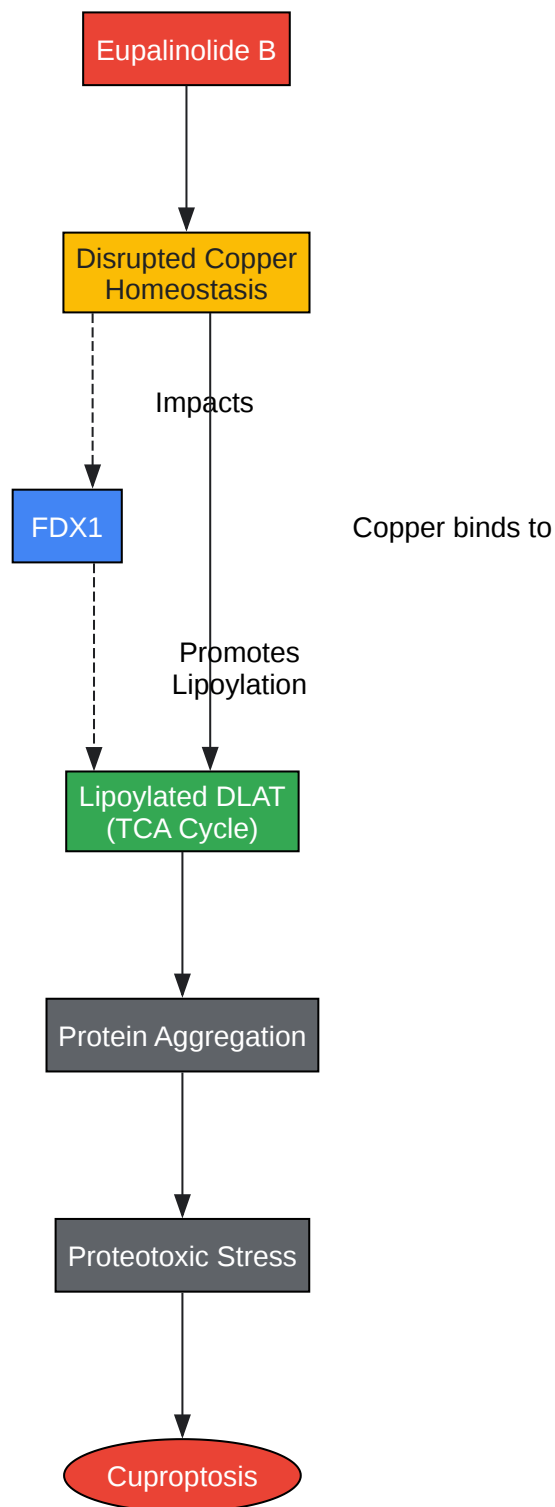 Eupalinolide B
Disrupted Copper
Homeostasis
Impacts
FDX1
Copper binds to
Promotes
Lipoylation
Lipoylated DLAT
(TCA Cycle)
Protein Aggregation
Proteotoxic Stress
Cuproptosis